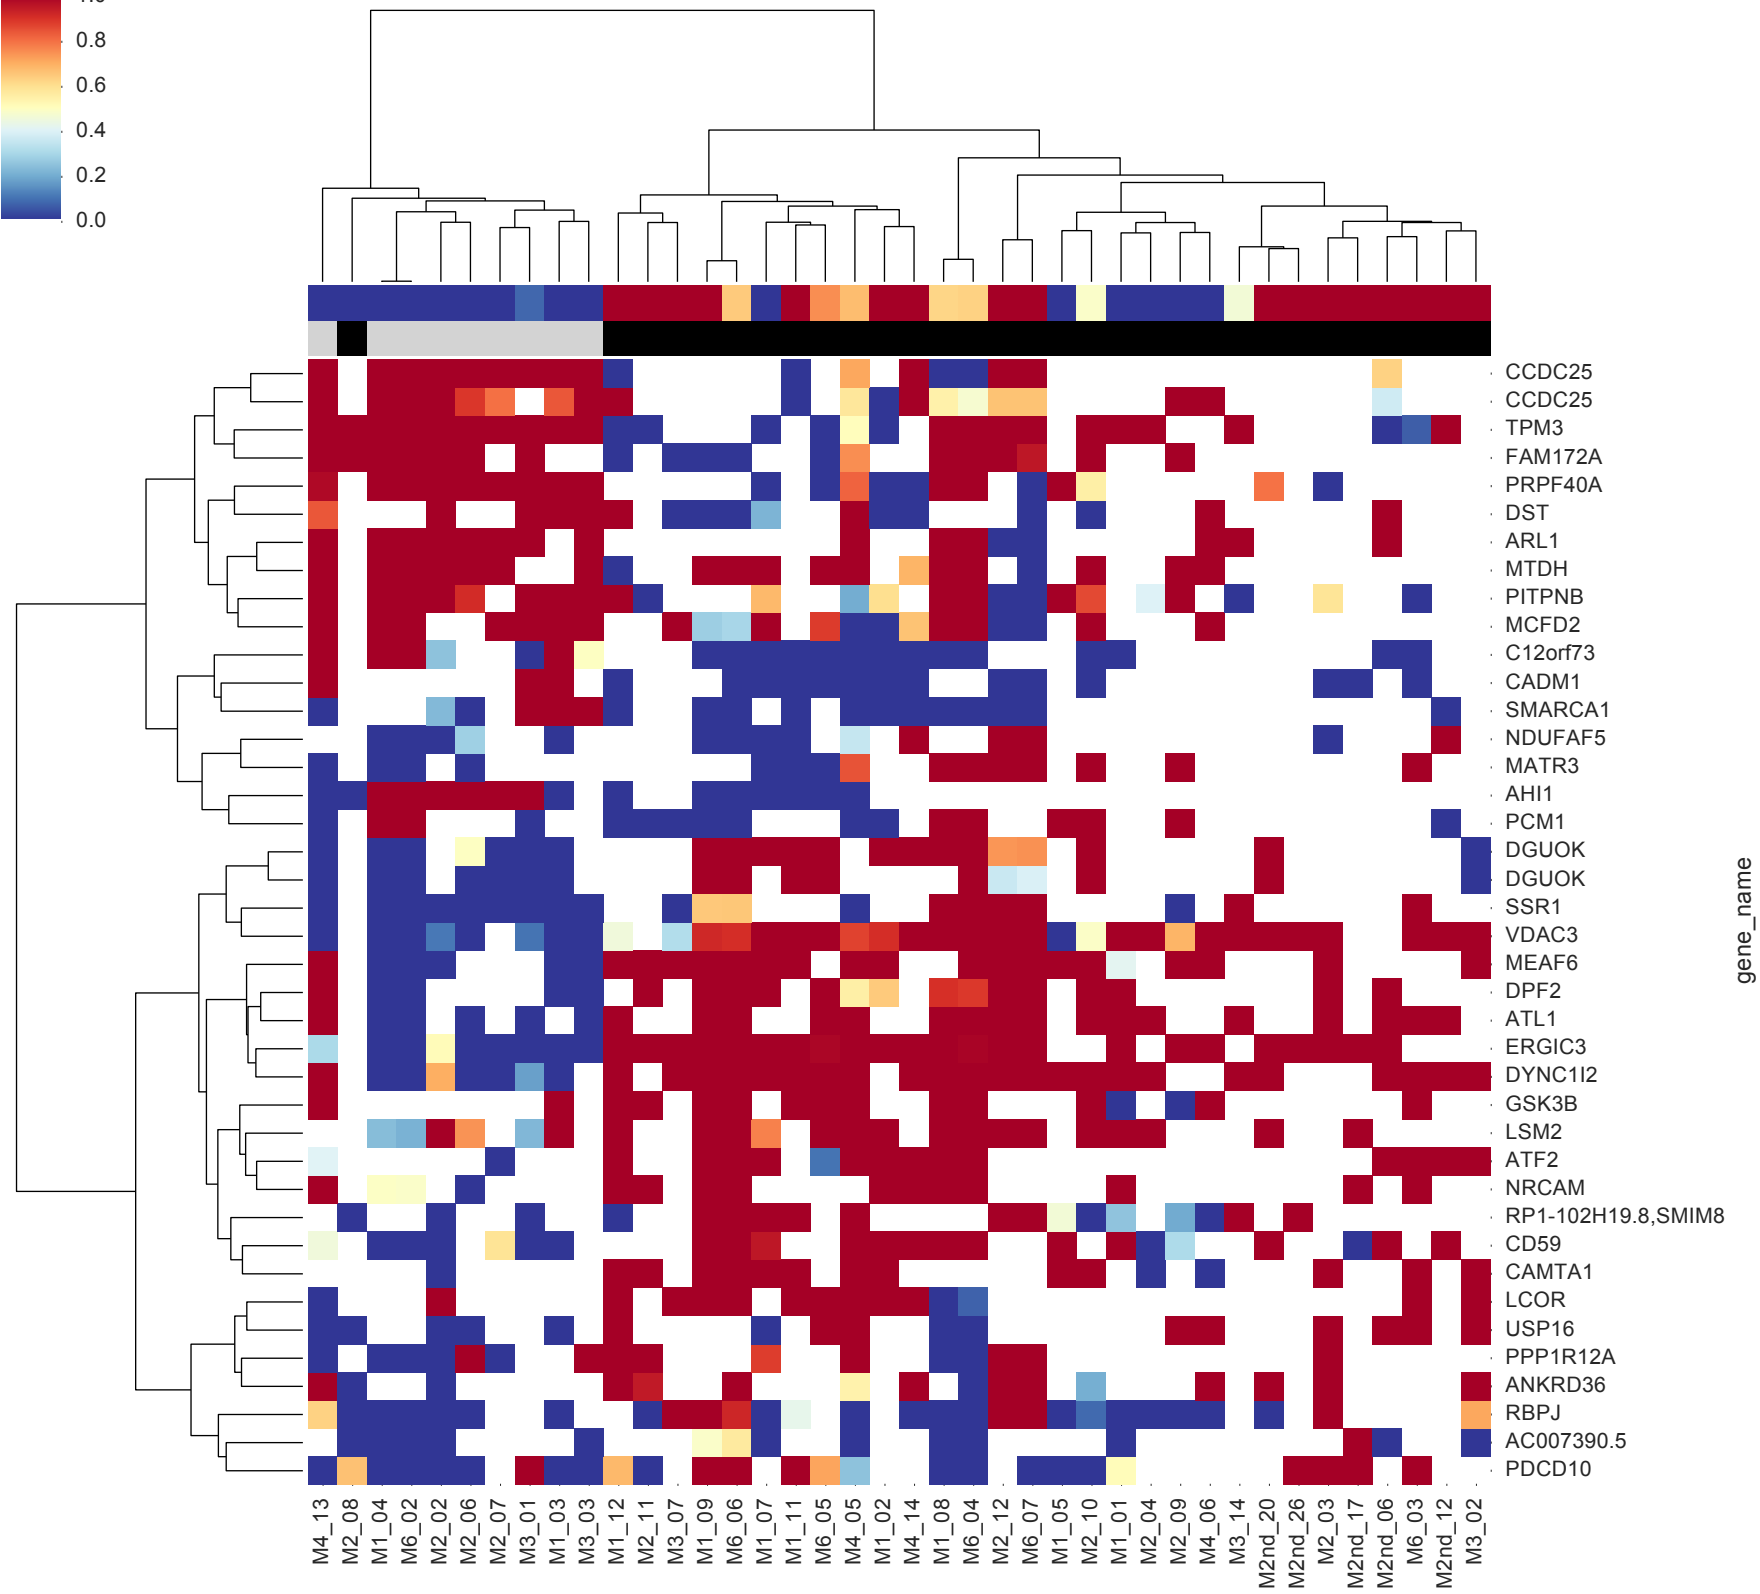 0.8
0.6
0.4
0.2
0.0
CCDC25
CCDC25
TPM3
FAM172A
PRPF40A
DST
ARL1
MTDH
PITPNB
MCFD2
C12orf73
CADM1
SMARCA1
NDUFAF5
MATR3
AHI1
PCM1
DGUOK
DGUOK
SSR1
VDAC3
MEAF6
DPF2
ATL1
ERGIC3
DYNC1I2
GSK3B
LSM2
ATF2
NRCAM
RP1-102H19.8,SMIM8
CD59
CAMTA1
LCOR
USP16
PPP1R12A
ANKRD36
RBPJ
AC007390.5
PDCD10
gene_name
M4_13
M2_08
M1_04
M6_02
M2_02
M2_06
M2_07
M3_01
M1_03
M3_03
M1_12
M2_11
M3_07
M1_09
M6_06
M1_07
M1_11
M6_05
M4_05
M1_02
M4_14
M1_08
M6_04
M2_12
M6_07
M1_05
M2_10
M1_01
M2_04
M2_09
M4_06
M3_14
M2nd_20
M2nd_26
M2_03
M2nd_17
M2nd_06
M6_03
M2nd_12
M3_02